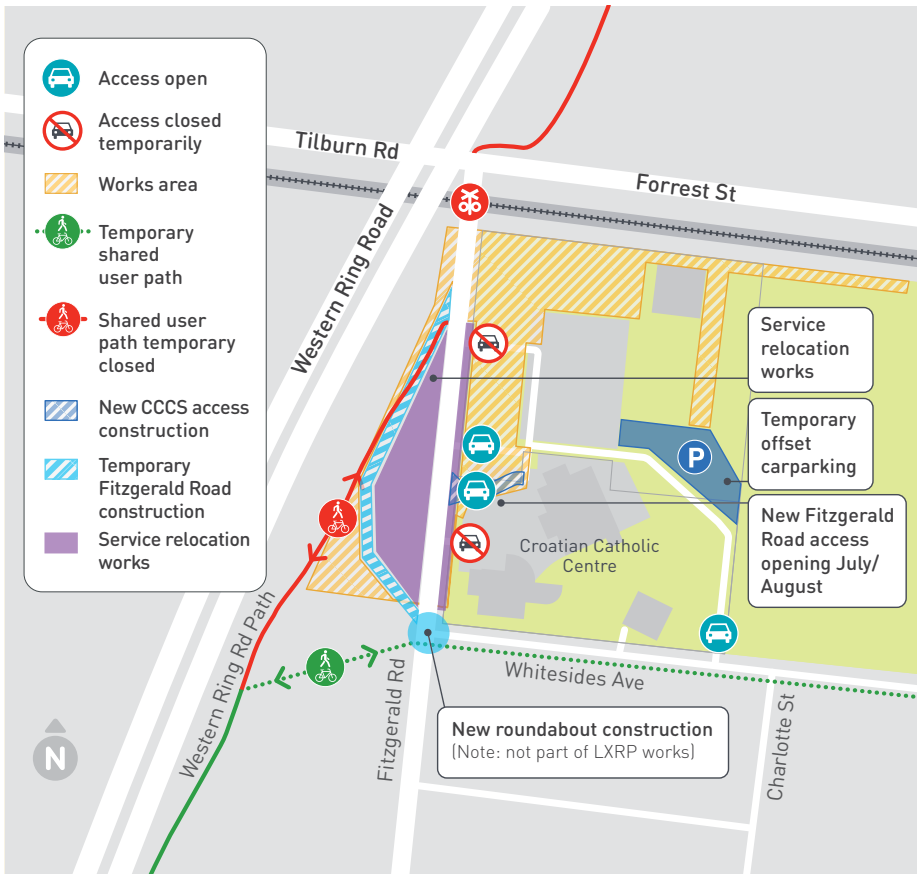 Access open
Access closed
temporarily
Works area
Temporary
shared
user path
Shared user
path temporary
closed
New CCCS access
construction
Temporary
Fitzgerald Road
construction
Service relocation
works
Tilburn Rd
Forrest St
Western Ring Road
Service
relocation
works
Temporary
offset
carparking
P
New Fitzgerald
Road access
opening July/
August
Croatian Catholic
Centre
Western Ring Rd Path
Whitesides Ave
Fitzgerald Rd
Charlotte St
New roundabout construction
(Note: not part of LXRP works)
N